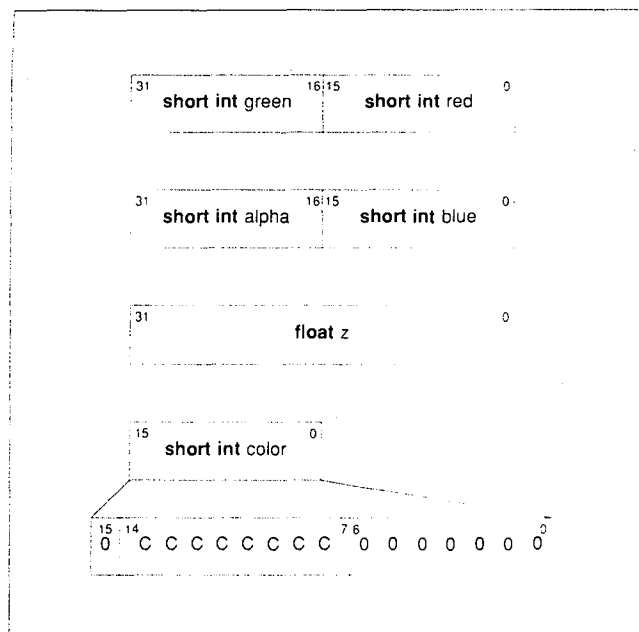 31 16 15 0
short int green short int red
31 16 15 0
short int alpha short int blue
31 0
float z
15 0
short int color
15 14 7 6 0
0 C C C C C C C C 0 0 0 0 0 0 0